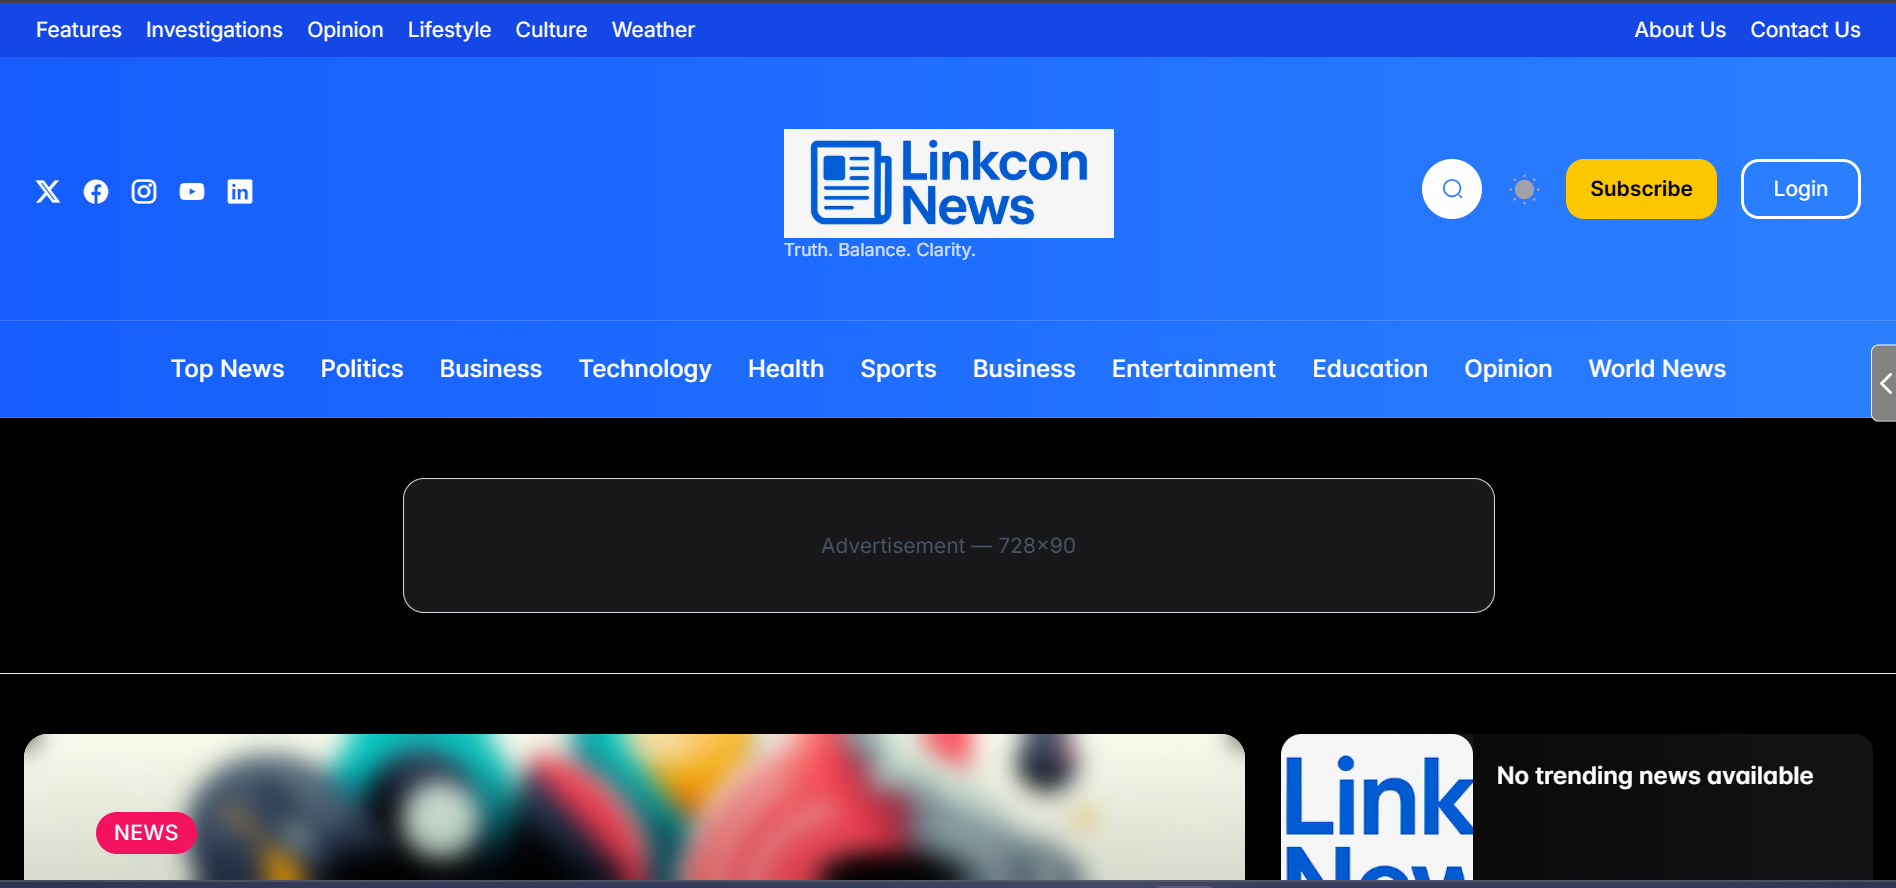 Features Investigations Opinion Lifestyle Culture Weather About Us Contact Us
Linkcon
News
Truth. Balance. Clarity.
Subscribe
Login
Top News Politics Business Technology Health Sports Business Entertainment Education Opinion World News
Advertisement — 728×90
NEWS
Link
New
No trending news available